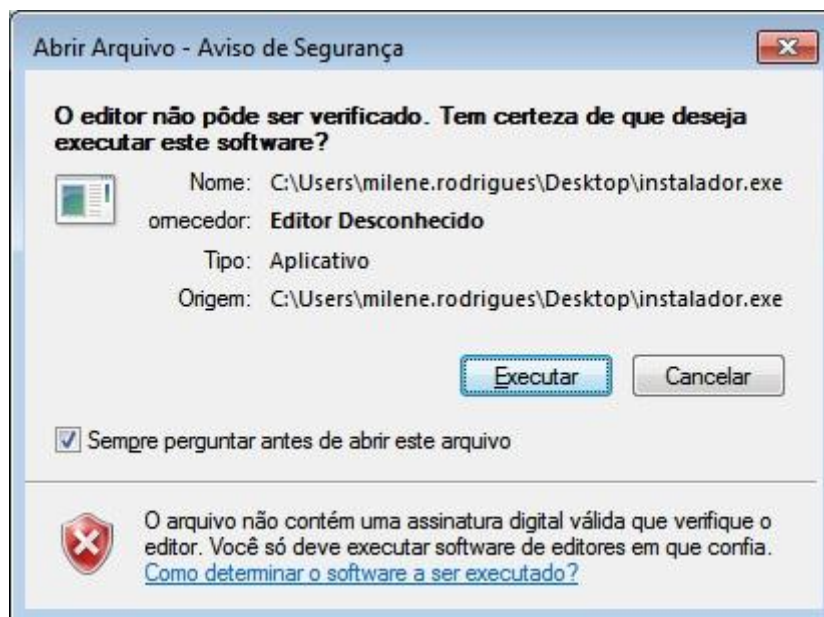 Abrir Arquivo - Aviso de Segurança
O editor não pôde ser verificado. Tem certeza de que deseja
executar este software?
Nome: C:\Users\milene.rodrigues\Desktop\instalador.exe
ornecedor: Editor Desconhecido
Tipo: Aplicativo
Origem: C:\Users\milene.rodrigues\Desktop\instalador.exe
Executar Cancelar
Sempre perguntar antes de abrir este arquivo
O arquivo não contém uma assinatura digital válida que verifique o
editor. Você só deve executar software de editores em que confia.
Como determinar o software a ser executado?